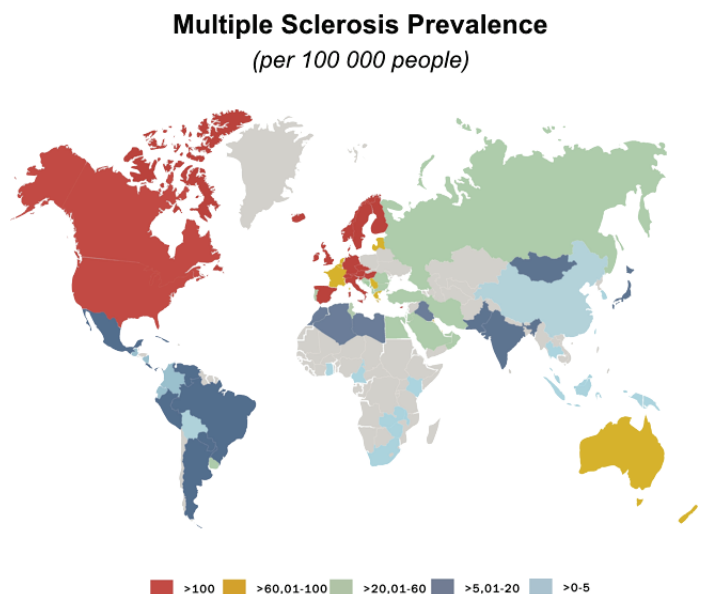 Multiple Sclerosis Prevalence
(per 100 000 people)
>100 >60,01-100 >20,01-60 >5,01-20 >0-5